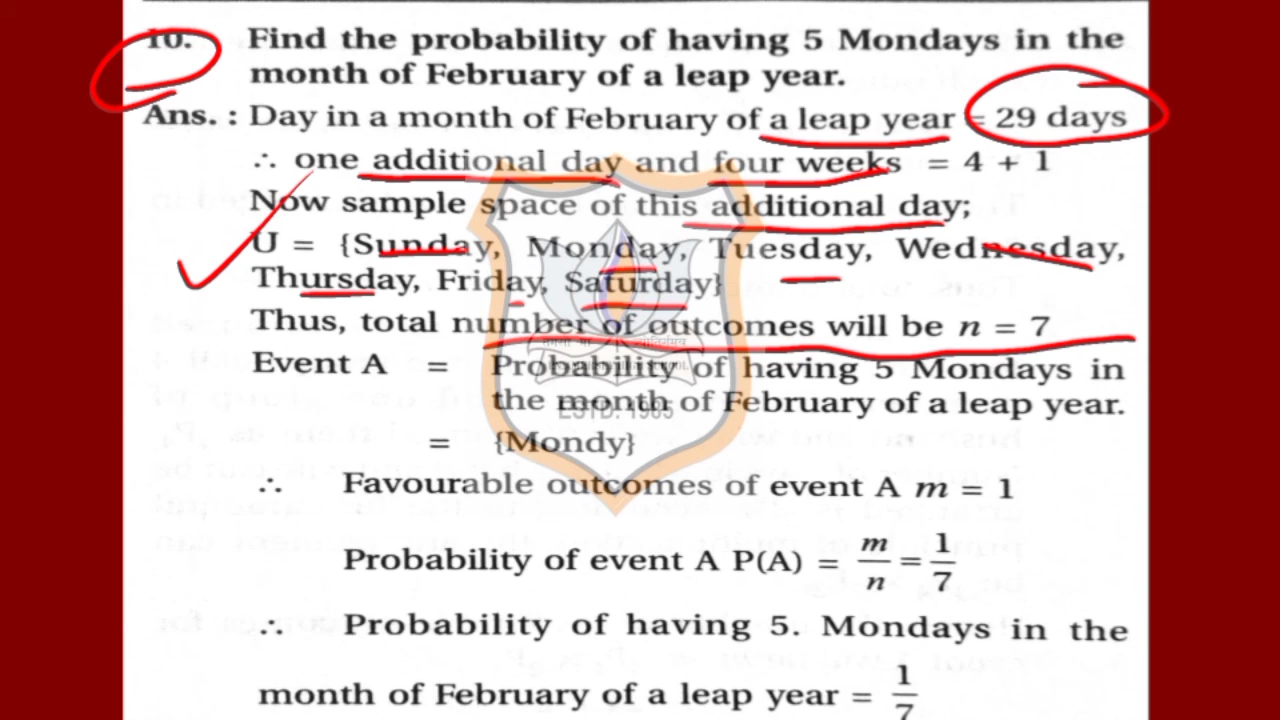 10. Find the probability of having 5 Mondays in the
month of February of a leap year.
Ans. : Day in a month of February of a leap year = 29 days
∴ one additional day and four weeks = 4 + 1
Now sample space of this additional day;
U = {Sunday, Monday, Tuesday, Wednesday,
Thursday, Friday, Saturday}
Thus, total number of outcomes will be n = 7
Event A = Probability of having 5 Mondays in
the month of February of a leap year.
ESTD. 1965
= {Mondy}
∴ Favourable outcomes of event A m = 1
Probability of event A P(A) = m/n = 1/7
∴ Probability of having 5. Mondays in the
month of February of a leap year = 1/7